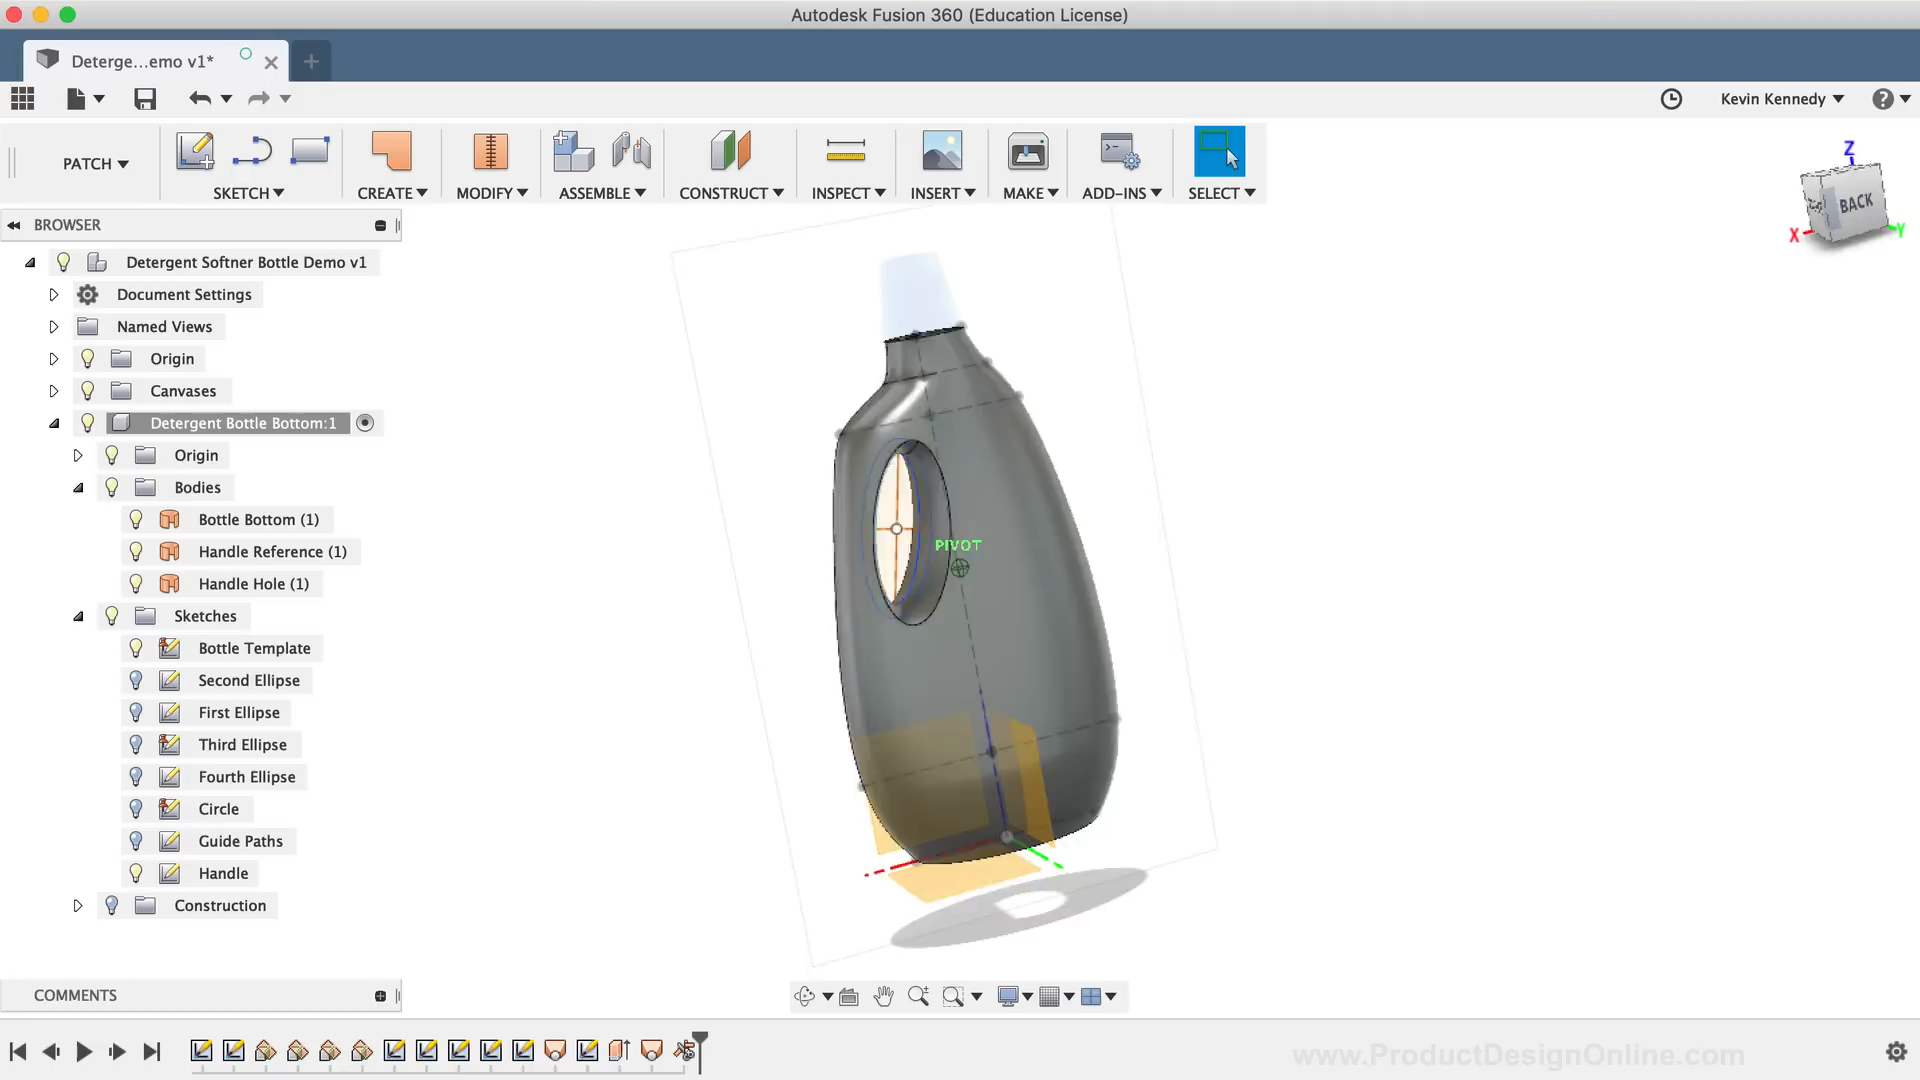 Autodesk Fusion 360 (Education License)
Deterge...emo v1*
Kevin Kennedy
PATCH
SKETCH
CREATE
MODIFY
ASSEMBLE
CONSTRUCT
INSPECT
INSERT
MAKE
ADD-INS
SELECT
Z
BACK
X
Y
BROWSER
Detergent Softner Bottle Demo v1
Document Settings
Named Views
Origin
Canvases
Detergent Bottle Bottom:1
Origin
Bodies
Bottle Bottom (1)
Handle Reference (1)
Handle Hole (1)
Sketches
Bottle Template
Second Ellipse
First Ellipse
Third Ellipse
Fourth Ellipse
Circle
Guide Paths
Handle
Construction
PIVOT
COMMENTS
www.ProductDesignOnline.com